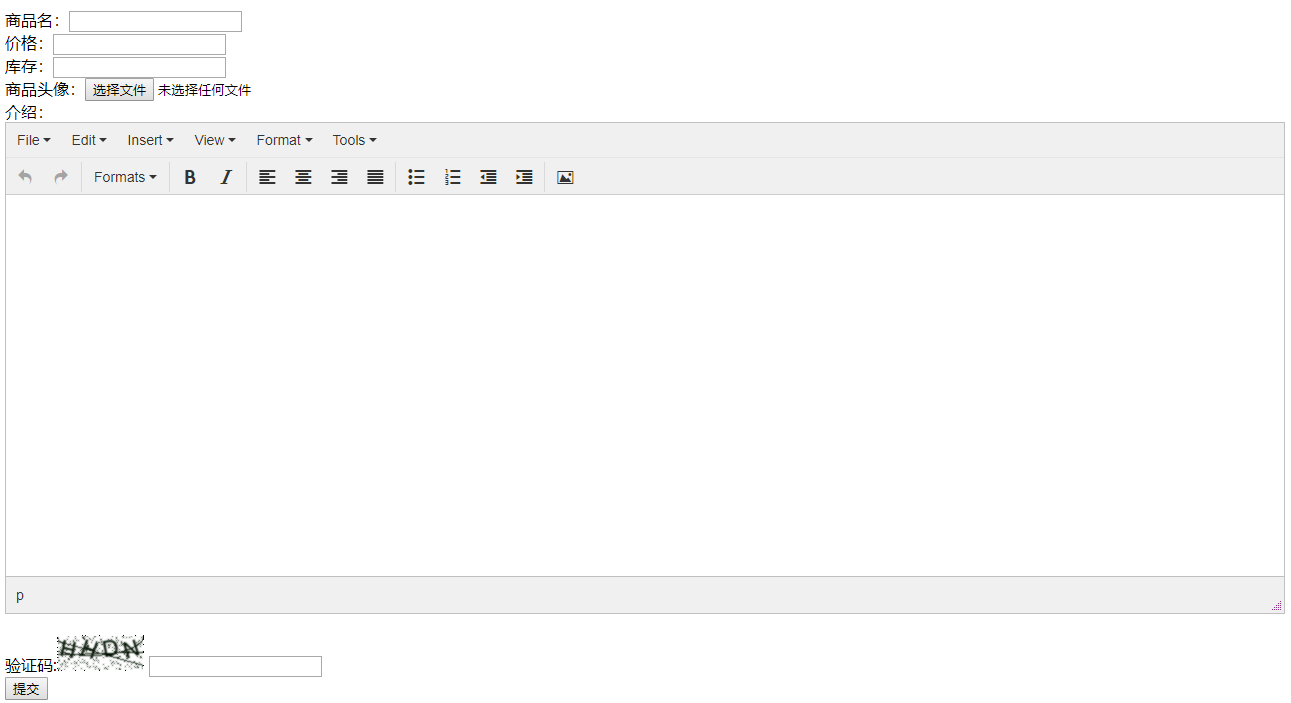 商品名：
价格：
库存：
商品头像： 选择文件 未选择任何文件
介绍：
File Edit Insert View Format Tools
Formats B I
p
验证码:
提交